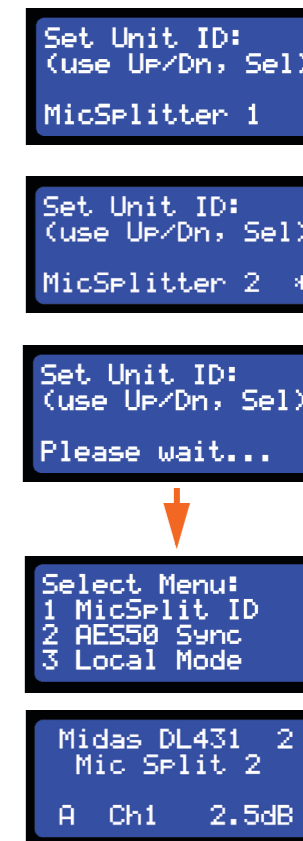 Set Unit ID:
(use Up/Dn, Sel)
MicSplitter 1
Set Unit ID:
(use Up/Dn, Sel)
MicSplitter 2 *
Set Unit ID:
(use Up/Dn, Sel)
Please wait...
Select Menu:
1 MicSplit ID
2 AES50 Sync
3 Local Mode
Midas DL431 2
Mic Split 2
A Ch1 2.5dB